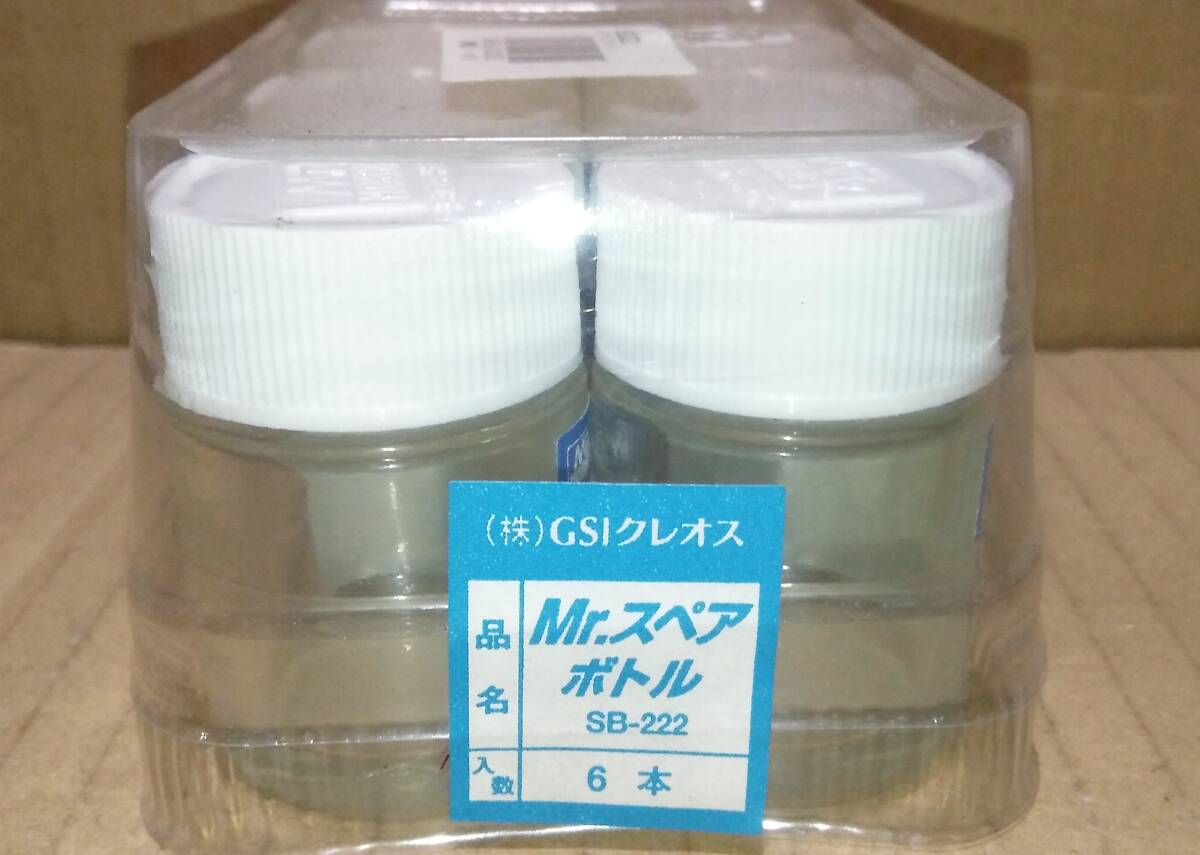 (株)GSIクレオス
品名
Mr.スペア
ボトル
SB-222
入数
6 本